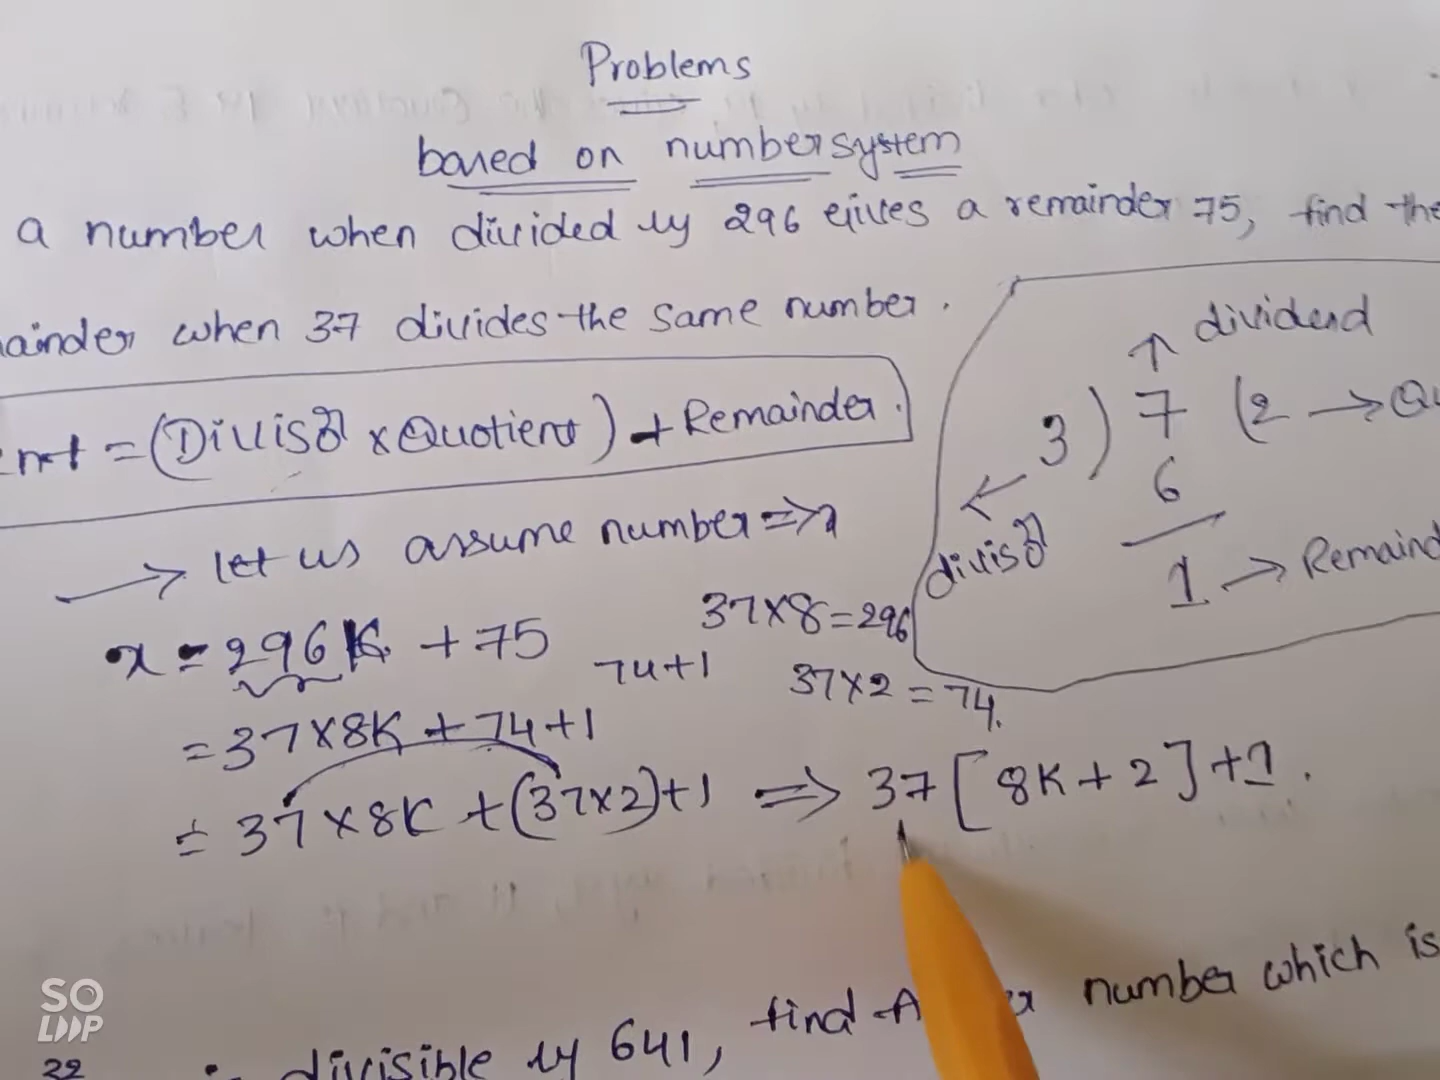 Problems
based on number system
a number when divided by 296 gives a remainder 75, find the
ainder when 37 divides the same number.
= (Divisor x Quotient) + Remainder.
↑ dividend
3) 7 (2 → Qu
6
1 → Remaind
← divisor
→ let us assume number ⇒ x
x = 296K + 75
37x8=296
74+1
37x2 = 74.
= 37x8K + 74+1
= 37x8K + (37x2)+1 ⇒ 37[8K+2]+1.
divisible by 641, find number which is
22
SO
LOOP